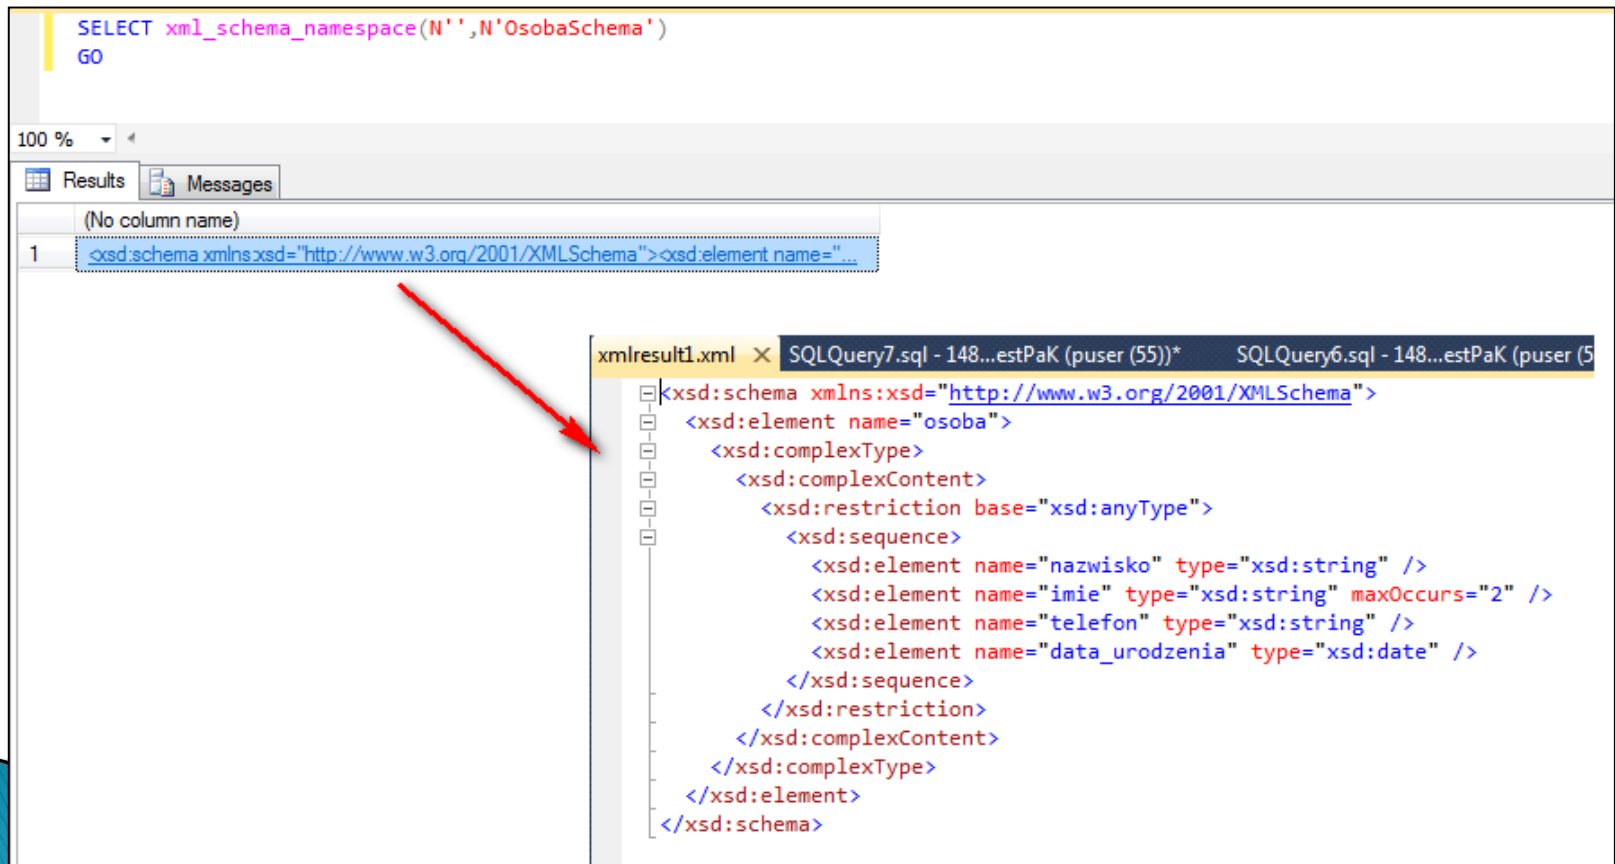 SELECT xml_schema_namespace(N'',N'OsobaSchema')
GO
100 %
Results Messages
(No column name)
1 <xsd:schema xmlns:xsd="http://www.w3.org/2001/XMLSchema"><xsd:element name="...
xmlresult1.xml SQLQuery7.sql - 148...estPaK (puser (55))* SQLQuery6.sql - 148...estPaK (puser (5
<xsd:schema xmlns:xsd="http://www.w3.org/2001/XMLSchema">
<xsd:element name="osoba">
<xsd:complexType>
<xsd:complexContent>
<xsd:restriction base="xsd:anyType">
<xsd:sequence>
<xsd:element name="nazwisko" type="xsd:string" />
<xsd:element name="imie" type="xsd:string" maxOccurs="2" />
<xsd:element name="telefon" type="xsd:string" />
<xsd:element name="data_urodzenia" type="xsd:date" />
</xsd:sequence>
</xsd:restriction>
</xsd:complexContent>
</xsd:complexType>
</xsd:element>
</xsd:schema>